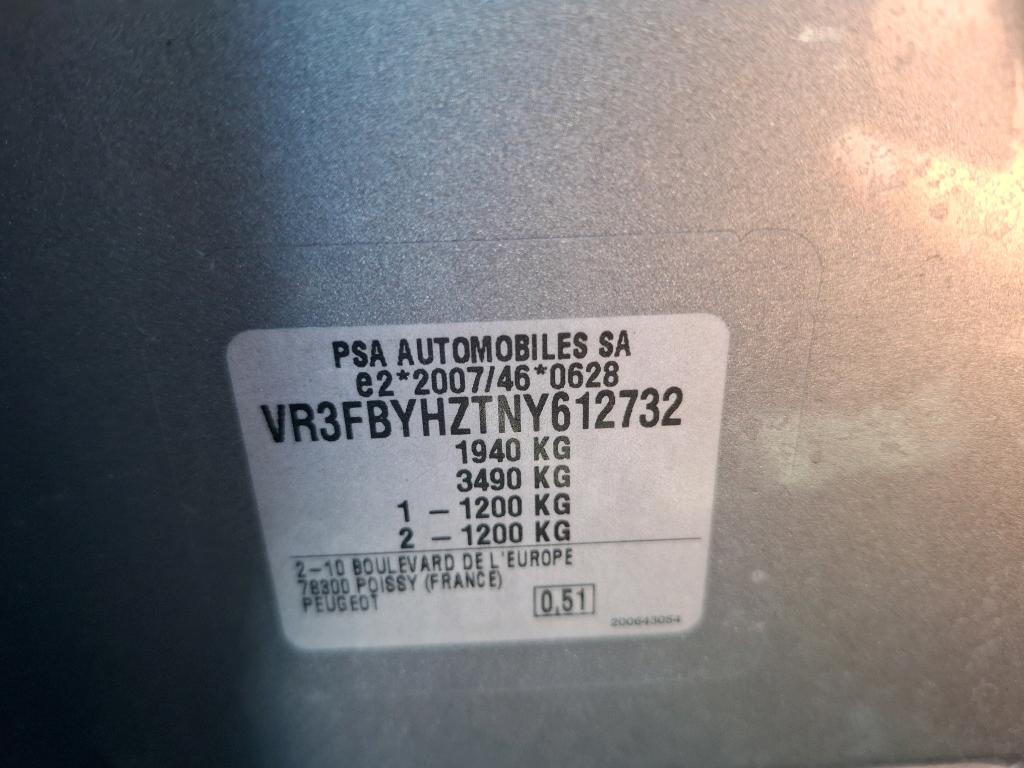 PSA AUTOMOBILES SA
e2*2007/46*0628
VR3FBYHZTNY612732
1940 KG
3490 KG
1 - 1200 KG
2 - 1200 KG
2-10 BOULEVARD DE L'EUROPE
78300 POISSY (FRANCE)
PEUGEOT
0,51
200643054